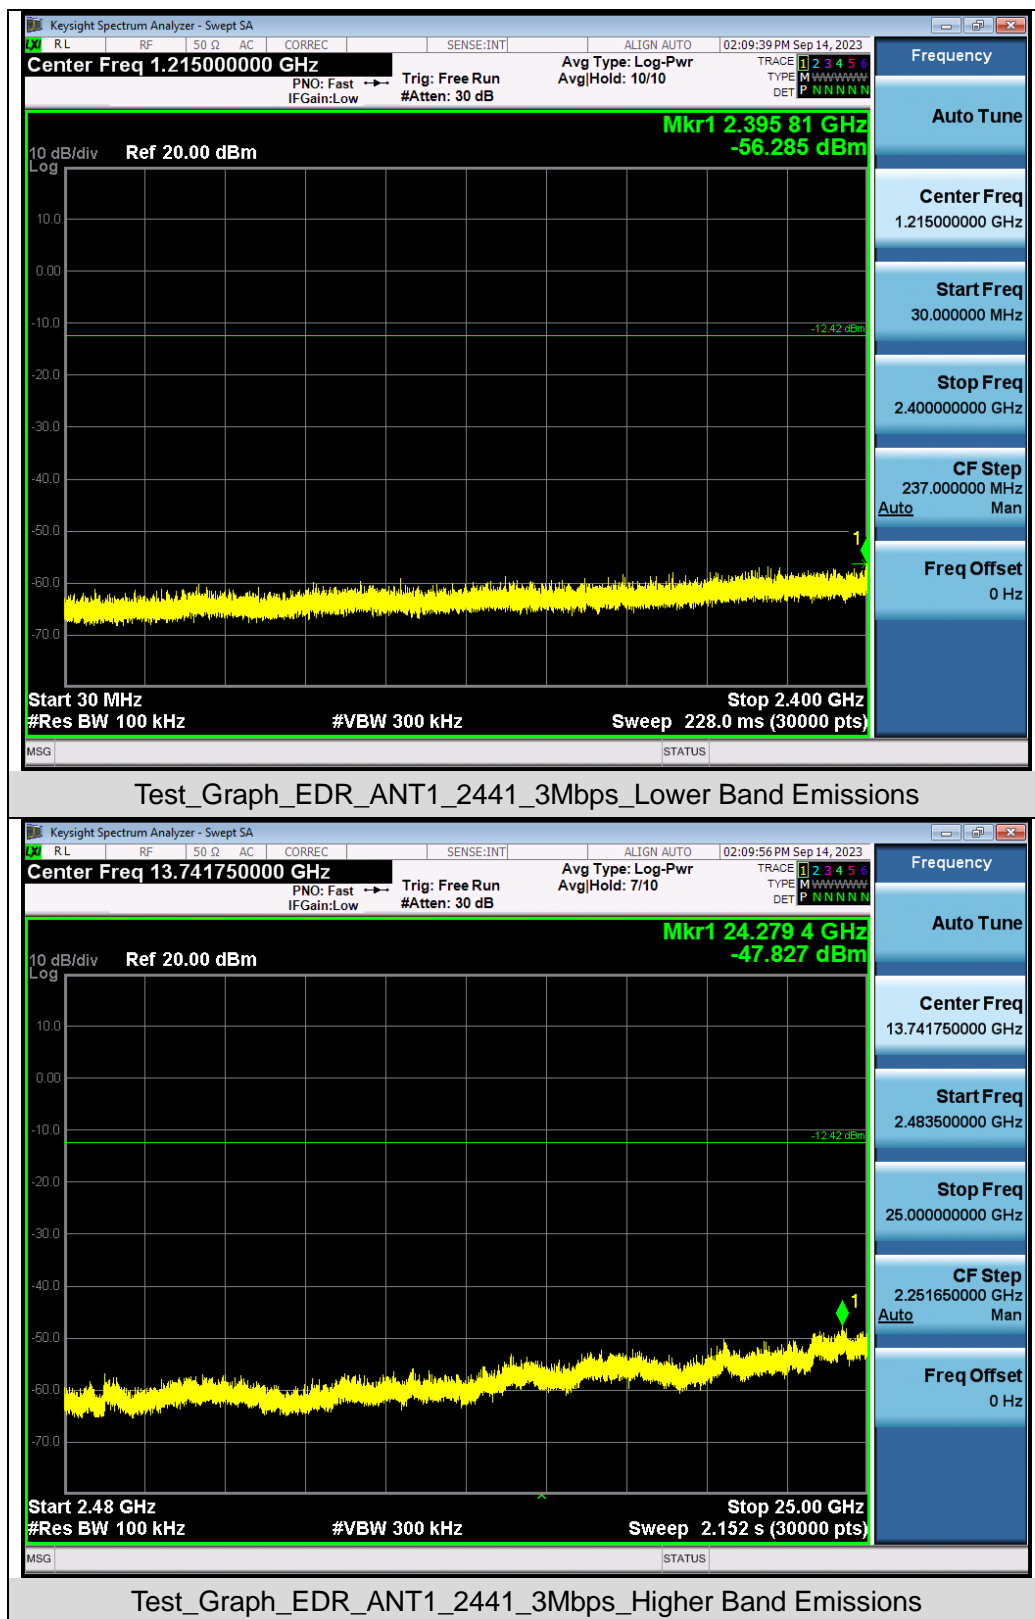 Keysight Spectrum Analyzer - Swept SA
LXI RL RF 50 Ω AC CORREC SENSE:INT ALIGN AUTO 02:09:39 PM Sep 14, 2023
Center Freq 1.215000000 GHz
PNO: Fast
IFGain:Low
Trig: Free Run
#Atten: 30 dB
Avg Type: Log-Pwr
Avg|Hold: 10/10
TRACE 1 2 3 4 5 6
TYPE M WWWWW
DET P N N N N N
Mkr1 2.395 81 GHz
-56.285 dBm
10 dB/div Ref 20.00 dBm
Log
10.0
0.00
-10.0
-12.42 dBm
-20.0
-30.0
-40.0
-50.0
1
-60.0
-70.0
Start 30 MHz Stop 2.400 GHz
#Res BW 100 kHz #VBW 300 kHz Sweep 228.0 ms (30000 pts)
MSG STATUS
Frequency
Auto Tune
Center Freq
1.215000000 GHz
Start Freq
30.000000 MHz
Stop Freq
2.400000000 GHz
CF Step
237.000000 MHz
Auto Man
Freq Offset
0 Hz
Test_Graph_EDR_ANT1_2441_3Mbps_Lower Band Emissions
Keysight Spectrum Analyzer - Swept SA
LXI RL RF 50 Ω AC CORREC SENSE:INT ALIGN AUTO 02:09:56 PM Sep 14, 2023
Center Freq 13.741750000 GHz
PNO: Fast
IFGain:Low
Trig: Free Run
#Atten: 30 dB
Avg Type: Log-Pwr
Avg|Hold: 7/10
TRACE 1 2 3 4 5 6
TYPE M WWWWW
DET P N N N N N
Mkr1 24.279 4 GHz
-47.827 dBm
10 dB/div Ref 20.00 dBm
Log
10.0
0.00
-10.0
-12.42 dBm
-20.0
-30.0
-40.0
1
-50.0
-60.0
-70.0
Start 2.48 GHz Stop 25.00 GHz
#Res BW 100 kHz #VBW 300 kHz Sweep 2.152 s (30000 pts)
MSG STATUS
Frequency
Auto Tune
Center Freq
13.741750000 GHz
Start Freq
2.483500000 GHz
Stop Freq
25.000000000 GHz
CF Step
2.251650000 GHz
Auto Man
Freq Offset
0 Hz
Test_Graph_EDR_ANT1_2441_3Mbps_Higher Band Emissions